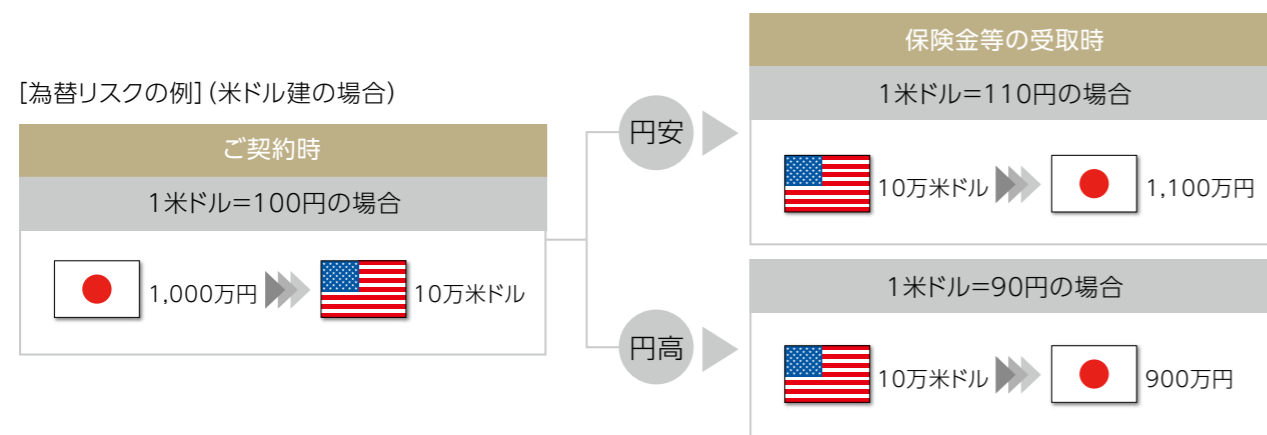 [為替リスクの例](米ドル建の場合)
ご契約時
1米ドル=100円の場合
1,000万円
10万米ドル
円安
保険金等の受取時
1米ドル=110円の場合
10万米ドル
1,100万円
円高
1米ドル=90円の場合
10万米ドル
900万円